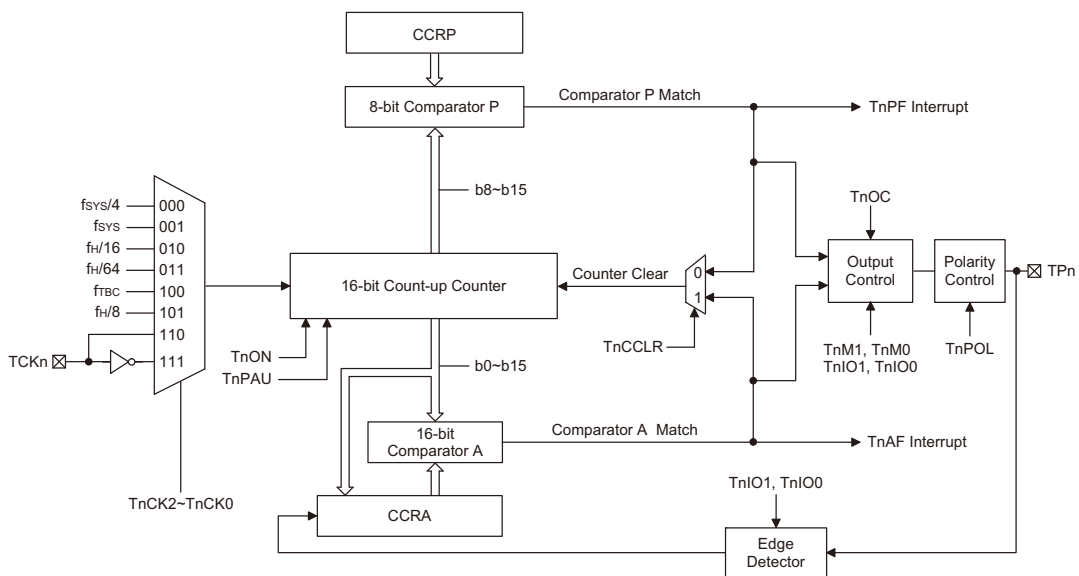 CCRP
8-bit Comparator P
Comparator P Match
TnPF Interrupt
b8~b15
fSYS/4
000
fSYS
001
fH/16
010
fH/64
011
fTBC
100
fH/8
101
110
TCKn
111
TnCK2~TnCK0
16-bit Count-up Counter
TnON
TnPAU
Counter Clear
0
1
TnCCLR
TnOC
Output
Control
TnM1, TnM0
TnIO1, TnIO0
Polarity
Control
TnPOL
TPn
b0~b15
16-bit
Comparator A
Comparator A Match
TnAF Interrupt
CCRA
TnIO1, TnIO0
Edge
Detector